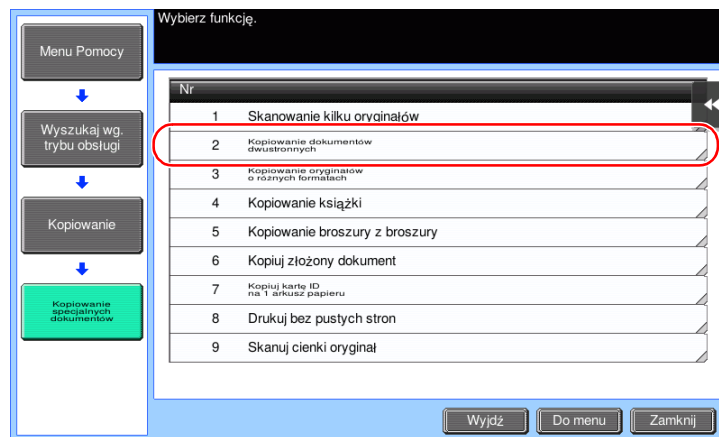 Wybierz funkcję.
Menu Pomocy
Wyszukaj wg.
trybu obsługi
Kopiowanie
Kopiowanie
specjalnych
dokumentów
Nr
1 Skanowanie kilku oryginałów
2 Kopiowanie dokumentów
dwustronnych
3 Kopiowanie oryginałów
o różnych formatach
4 Kopiowanie książki
5 Kopiowanie broszury z broszury
6 Kopiuj złożony dokument
7 Kopiuj kartę ID
na 1 arkusz papieru
8 Drukuj bez pustych stron
9 Skanuj cienki oryginał
Wyjdź Do menu Zamknij